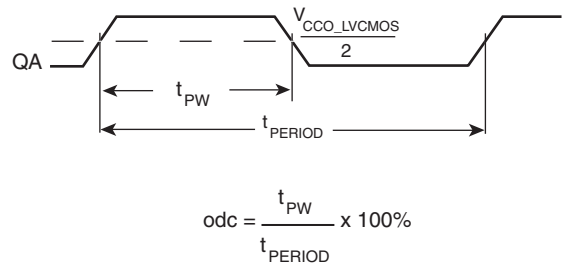 V_CCO_LVCMOS
2
QA
t_PW
t_PERIOD
odc = t_PW / t_PERIOD x 100%